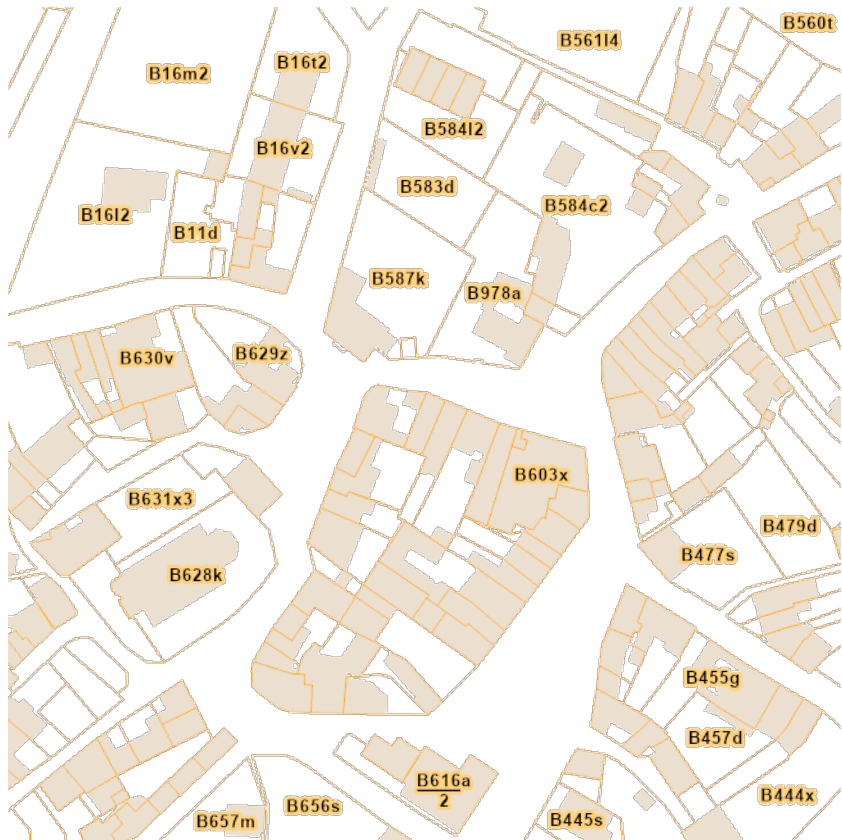 B560t
B561l4
B16t2
B16m2
B584l2
B16v2
B583d
B584c2
B16l2
B11d
B587k
B978a
B630v
B629z
B603x
B631x3
B479d
B477s
B628k
B455g
B457d
B616a
2
B444x
B656s
B657m
B445s